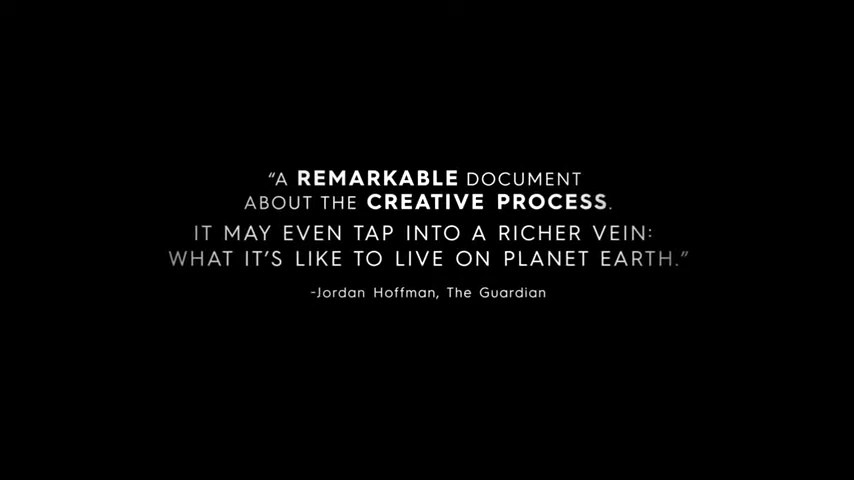 “A REMARKABLE DOCUMENT
ABOUT THE CREATIVE PROCESS.
IT MAY EVEN TAP INTO A RICHER VEIN:
WHAT IT’S LIKE TO LIVE ON PLANET EARTH.”
-Jordan Hoffman, The Guardian